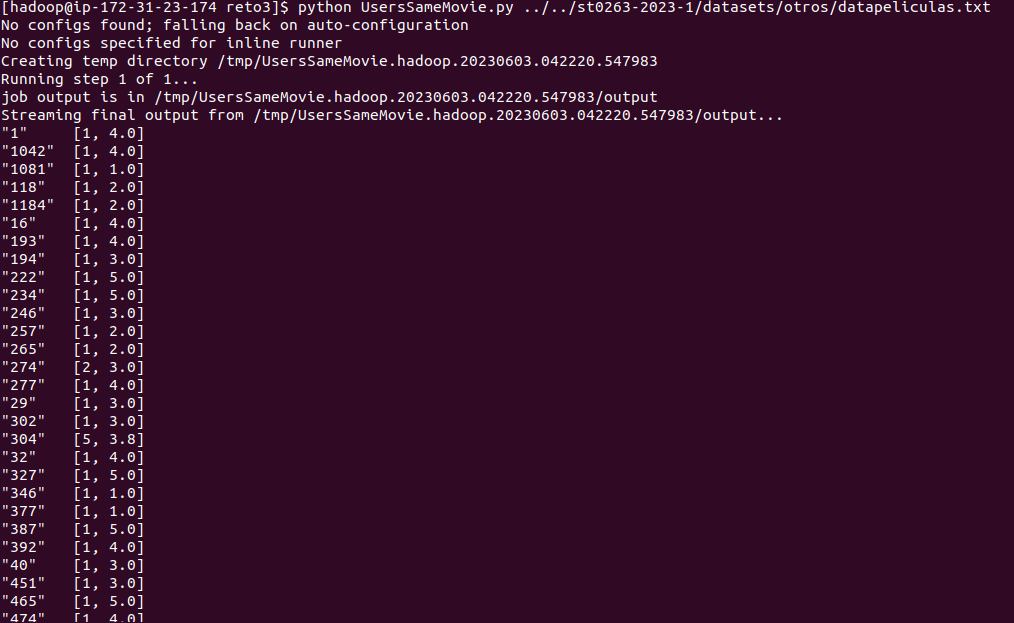 [hadoop@ip-172-31-23-174 reto3]$ python UsersSameMovie.py ../../st0263-2023-1/datasets/otros/datapeliculas.txt
No configs found; falling back on auto-configuration
No configs specified for inline runner
Creating temp directory /tmp/UsersSameMovie.hadoop.20230603.042220.547983
Running step 1 of 1...
job output is in /tmp/UsersSameMovie.hadoop.20230603.042220.547983/output
Streaming final output from /tmp/UsersSameMovie.hadoop.20230603.042220.547983/output...
"1"	[1, 4.0]
"1042"	[1, 4.0]
"1081"	[1, 1.0]
"118"	[1, 2.0]
"1184"	[1, 2.0]
"16"	[1, 4.0]
"193"	[1, 4.0]
"194"	[1, 3.0]
"222"	[1, 5.0]
"234"	[1, 5.0]
"246"	[1, 3.0]
"257"	[1, 2.0]
"265"	[1, 2.0]
"274"	[2, 3.0]
"277"	[1, 4.0]
"29"	[1, 3.0]
"302"	[1, 3.0]
"304"	[5, 3.8]
"32"	[1, 4.0]
"327"	[1, 5.0]
"346"	[1, 1.0]
"377"	[1, 1.0]
"387"	[1, 5.0]
"392"	[1, 4.0]
"40"	[1, 3.0]
"451"	[1, 3.0]
"465"	[1, 5.0]
"474"	[1, 4.0]